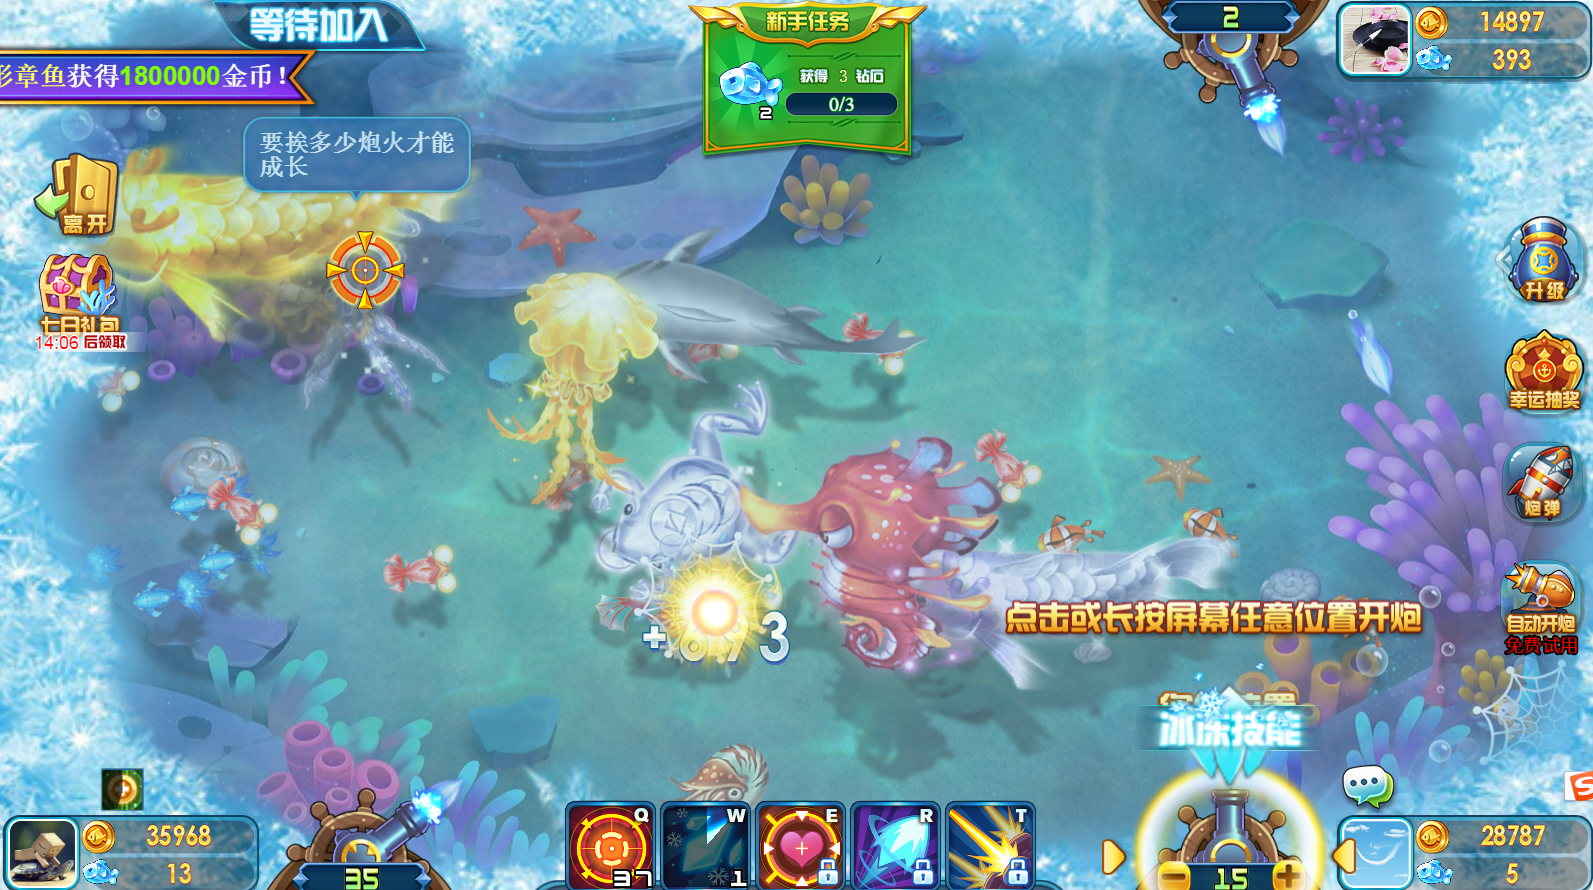 等待加入
新手任务
2
14897
393
形章鱼获得1800000金币!
获得 3 钻石
0/3
2
要挨多少炮火才能
成长
离开
七日礼包
14:06 后领取
升级
幸运抽奖
炮弹
自动开炮
免费试用
点击或长按屏幕任意位置开炮
冰冻技能
35968
13
35
Q
37
W
1
E
R
T
15
28787
5